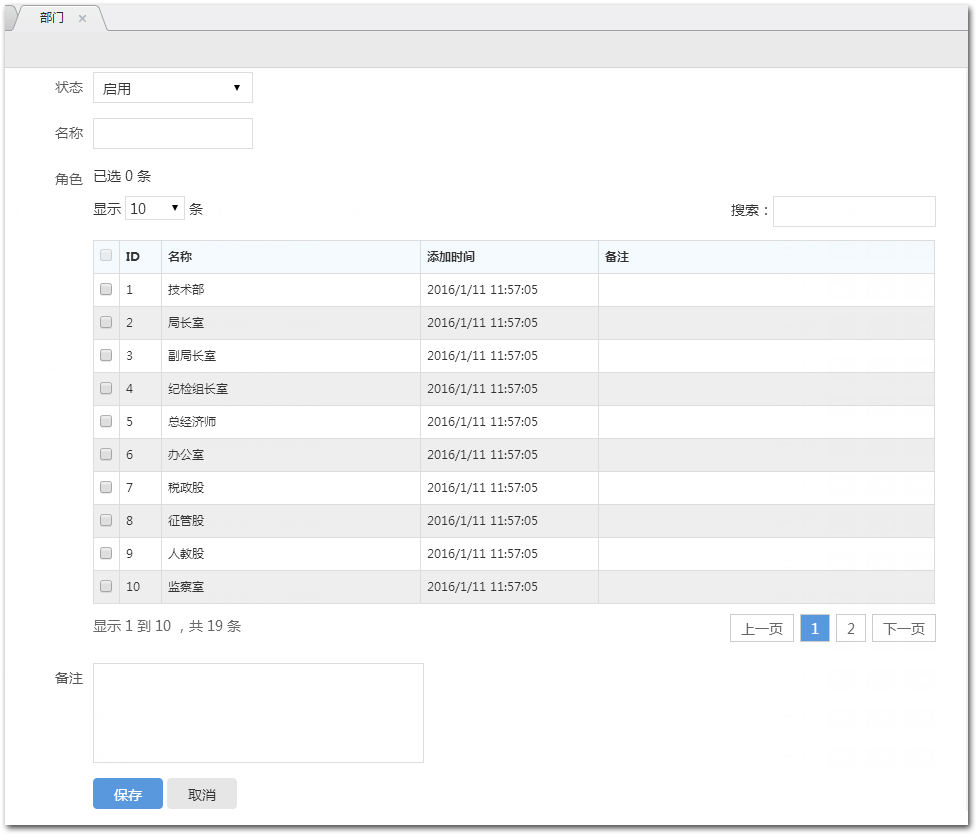 部门 ×
状态 启用 ▼
名称
角色 已选 0 条
显示 10 ▼ 条 搜索：
ID 名称 添加时间 备注
1 技术部 2016/1/11 11:57:05
2 局长室 2016/1/11 11:57:05
3 副局长室 2016/1/11 11:57:05
4 纪检组长室 2016/1/11 11:57:05
5 总经济师 2016/1/11 11:57:05
6 办公室 2016/1/11 11:57:05
7 税政股 2016/1/11 11:57:05
8 征管股 2016/1/11 11:57:05
9 人教股 2016/1/11 11:57:05
10 监察室 2016/1/11 11:57:05
显示 1 到 10 ，共 19 条 上一页 1 2 下一页
备注
保存 取消